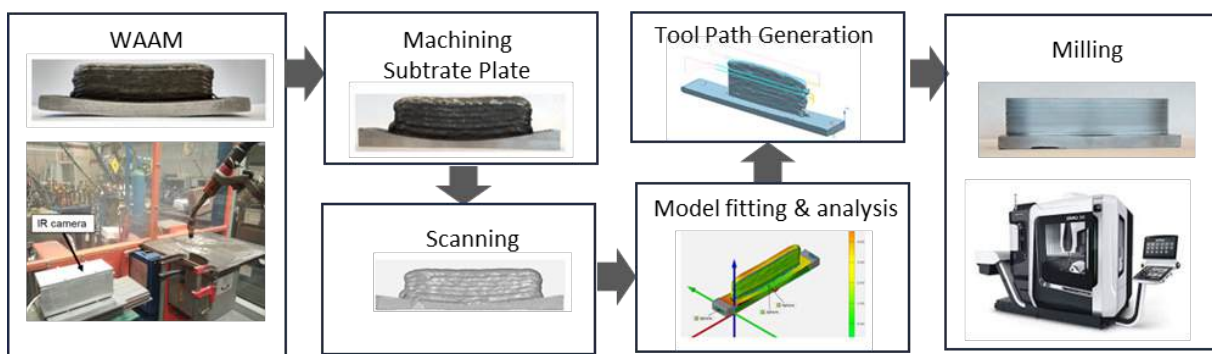 WAAM
IR camera
Machining
Subtrate Plate
Scanning
Model fitting & analysis
Tool Path Generation
Milling